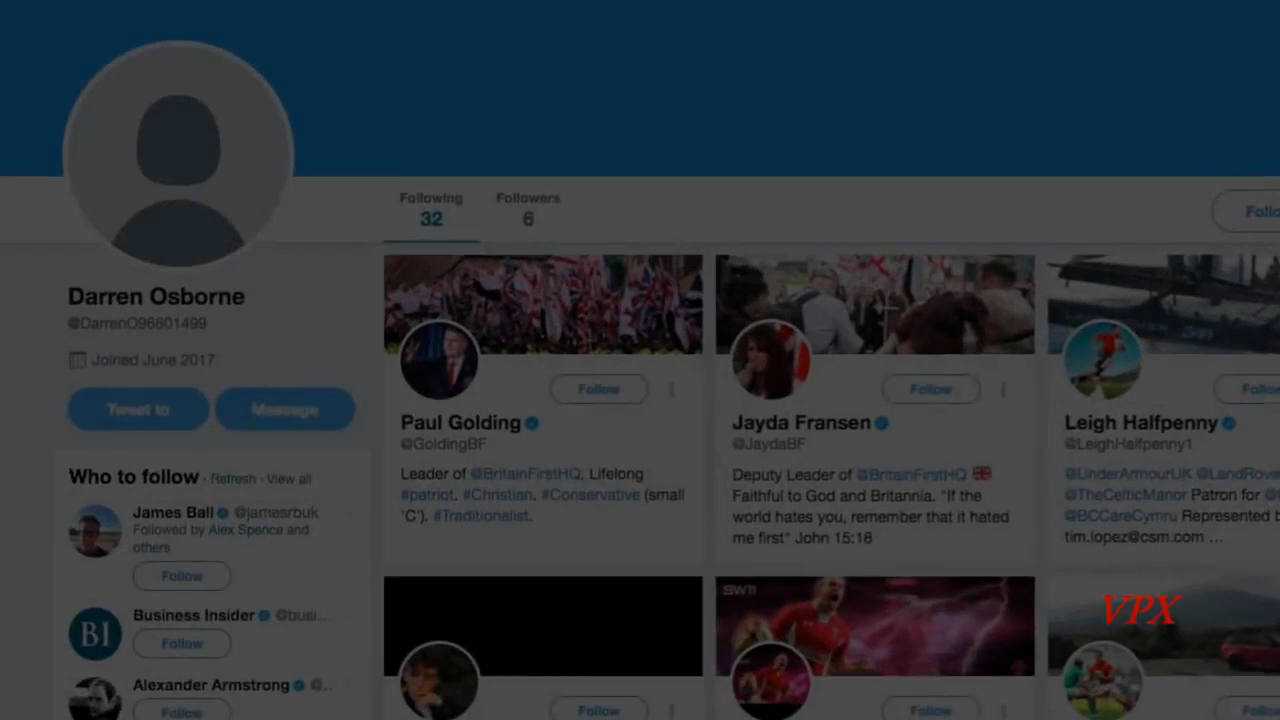 Following
32
Followers
6
Darren Osborne
@DarrenO96801499
Joined June 2017
Tweet to
Message
Who to follow · Refresh · View all
James Ball @jamesrbuk
Followed by Alex Spence and
others
Follow
BI
Business Insider @busi...
Follow
Alexander Armstrong @..
Follow
Follow
Paul Golding
@GoldingBF
Leader of @BritainFirstHQ. Lifelong
#patriot, #Christian, #Conservative (small
'C'). #Traditionalist.
Follow
Jayda Fransen
@JaydaBF
Deputy Leader of @BritainFirstHQ
Faithful to God and Britannia. "If the
world hates you, remember that it hated
me first" John 15:18
Leigh Halfpenny
@LeighHalfpenny1
@UnderArmourUK @LandRove
@TheCelticManor Patron for
@BCCareCymru Represented b
tim.lopez@csm.com ...
Follow
SW11
Follow
VPX